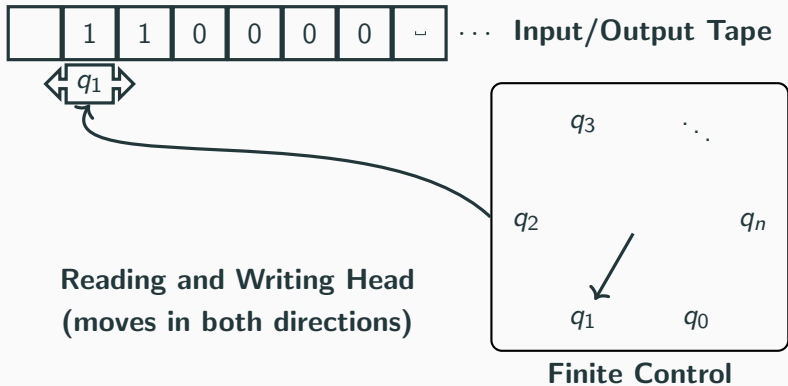 1 1 0 0 0 0 ␣ ··· Input/Output Tape
q₁
q₃ ⋱
q₂ qₙ
Reading and Writing Head
(moves in both directions)
q₁ q₀
Finite Control